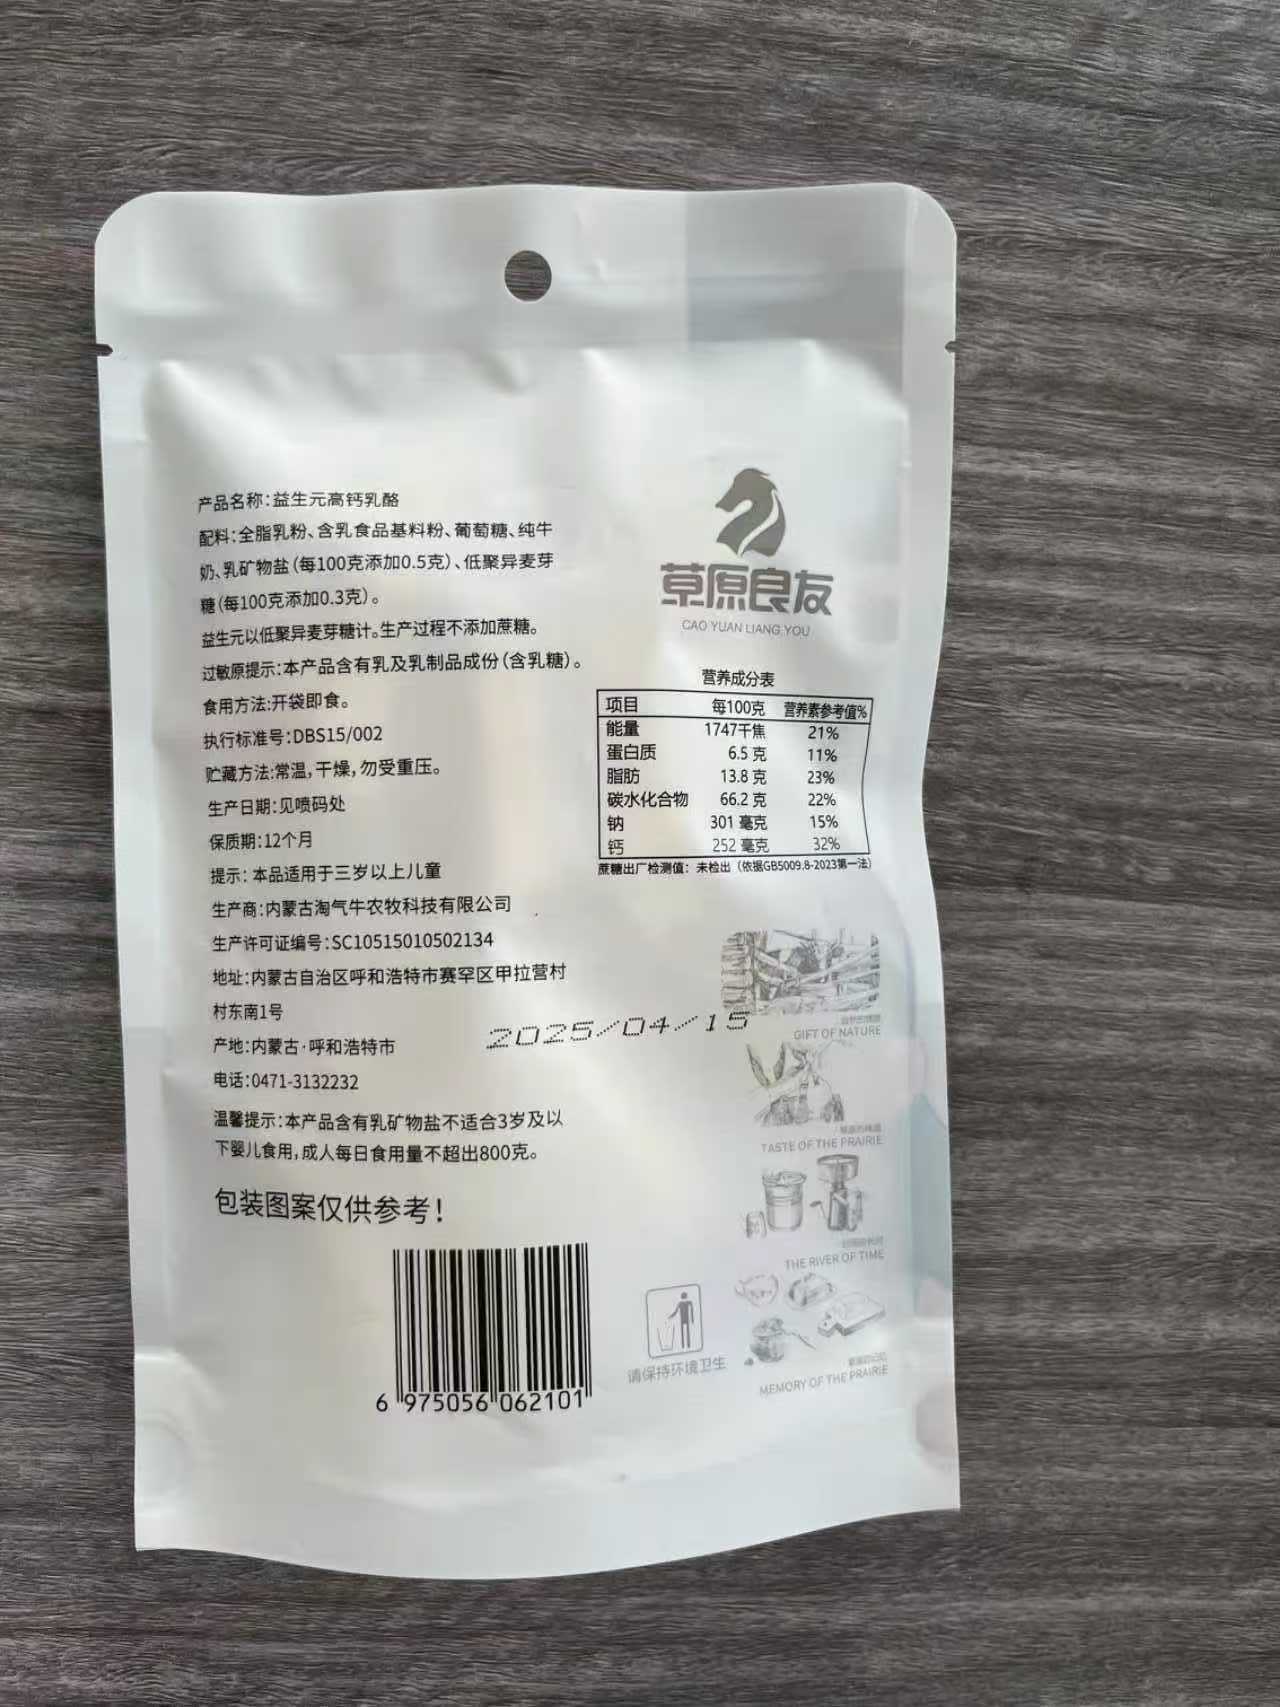 产品名称：益生元高钙乳酪
配料：全脂乳粉、含乳食品基料粉、葡萄糖、纯牛
奶、乳矿物盐（每100克添加0.5克）、低聚异麦芽
糖（每100克添加0.3克）。
益生元以低聚异麦芽糖计。生产过程不添加蔗糖。
过敏原提示：本产品含有乳及乳制品成份（含乳糖）。
食用方法：开袋即食。
执行标准号：DBS15/002
贮藏方法：常温，干燥，勿受重压。
生产日期：见喷码处
保质期：12个月
提示：本品适用于三岁以上儿童
生产商：内蒙古淘气牛农牧科技有限公司
生产许可证编号：SC10515010502134
地址：内蒙古自治区呼和浩特市赛罕区甲拉营村
村东南1号
产地：内蒙古·呼和浩特市
电话：0471-3132232
温馨提示：本产品含有乳矿物盐不适合3岁及以
下婴儿食用，成人每日食用量不超出800克。
包装图案仅供参考！
6 975056 062101
2025/04/15
草原良友
CAO YUAN LIANG YOU
营养成分表
项目 每100克 营养素参考值%
能量 1747千焦 21%
蛋白质 6.5 克 11%
脂肪 13.8 克 23%
碳水化合物 66.2 克 22%
钠 301 毫克 15%
钙 252 毫克 32%
蔗糖出厂检测值：未检出（依据GB5009.8-2023第一法）
GIFT OF NATURE
TASTE OF THE PRAIRIE
THE RIVER OF TIME
MEMORY OF THE PRAIRIE
请保持环境卫生